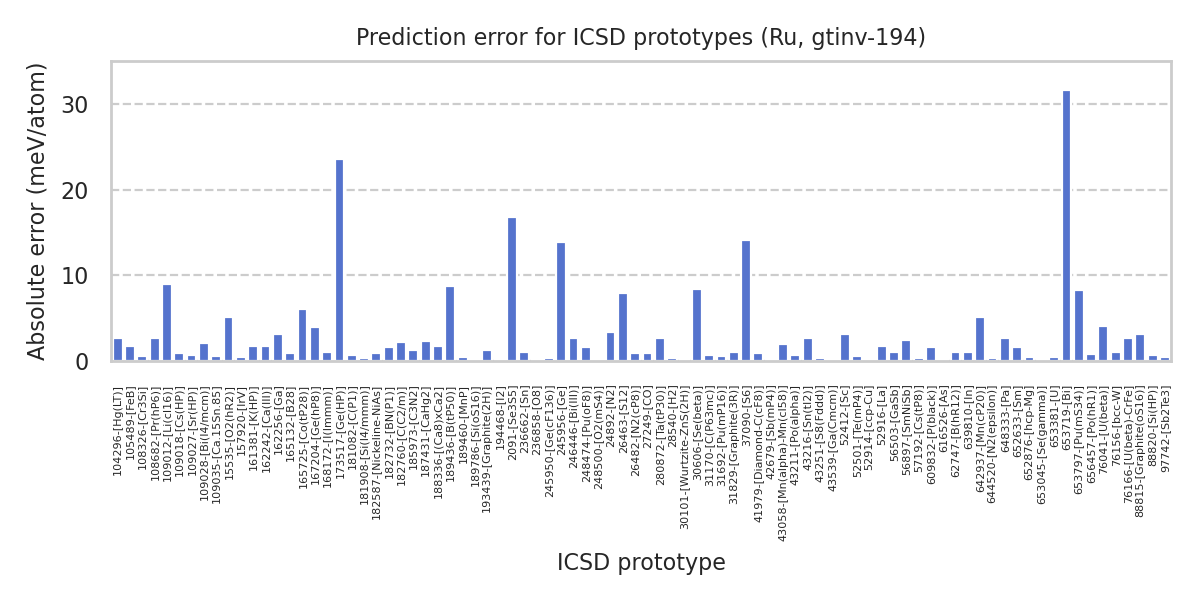 Prediction error for ICSD prototypes (Ru, gtinv-194)
Absolute error (meV/atom)
30
20
10
0
104296-[Hg(LT)]
105489-[FeB]
108326-[Cr3Si]
108682-[Pr(hP6)]
109012-[Li(cI16)]
109018-[Cs(HP)]
109027-[Sr(HP)]
109028-[Bi(I4/mcm)]
109035-[Ca.15Sn.85]
15535-[O2(hR2)]
157920-[IrV]
161381-[K(HP)]
162242-[Ca(III)]
162256-[Ga]
165132-[B28]
165725-[Co(tP28)]
167204-[Ge(hP8)]
168172-[I(Immm)]
173517-[Ge(HP)]
181082-[C(P1)]
181908-[Si(I4/mmm)]
182587-[Nickeline-NiAs]
182732-[BN(P1)]
182760-[C(C2/m)]
185973-[C3N2]
187431-[CaHg2]
188336-[(Ca8)xCa2]
189436-[B(tP50)]
189460-[MnP]
189786-[Si(oS16)]
193439-[Graphite(2H)]
194468-[I2]
2091-[Se3S5]
236662-[Sn]
236858-[O8]
245950-[Ge(cF136)]
245956-[Ge]
246446-[Bi(III)]
248474-[Pu(oF8)]
248500-[O2(mS4)]
24892-[N2]
26463-[S12]
26482-[N2(cP8)]
27249-[CO]
280872-[Ta(tP30)]
28540-[H2]
30101-[Wurtzite-ZnS(2H)]
30606-[Se(beta)]
31170-[C(P63mc)]
31692-[Pu(mP16)]
31829-[Graphite(3R)]
37090-[S6]
41979-[Diamond-C(cF8)]
42679-[Sb(mP4)]
43058-[Mn(alpha)-Mn(cI58)]
43211-[Po(alpha)]
43216-[Sn(tI2)]
43251-[S8(Fddd)]
43539-[Ga(Cmcm)]
52412-[Sc]
52501-[Te(mP4)]
52914-[fcc-Cu]
52916-[La]
56503-[GaSb]
56897-[SmNiSb]
57192-[Cs(tP8)]
609832-[P(black)]
616526-[As]
62747-[B(hR12)]
639810-[In]
642937-[Mn(cP20)]
644520-[N2(epsilon)]
648333-[Pa]
652633-[Sm]
652876-[hcp-Mg]
653045-[Se(gamma)]
653381-[U]
653719-[Bi]
653797-[Pu(mS34)]
656457-[Po(hR1)]
76041-[U(beta)]
76156-[bcc-W]
76166-[U(beta)-CrFe]
88815-[Graphite(oS16)]
88820-[Si(HP)]
97742-[Sb2Te3]
ICSD prototype